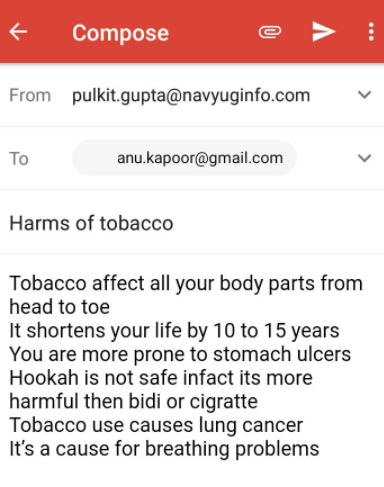 Compose
From pulkit.gupta@navyuginfo.com
To anu.kapoor@gmail.com
Harms of tobacco
Tobacco affect all your body parts from
head to toe
It shortens your life by 10 to 15 years
You are more prone to stomach ulcers
Hookah is not safe infact its more
harmful then bidi or cigratte
Tobacco use causes lung cancer
It's a cause for breathing problems